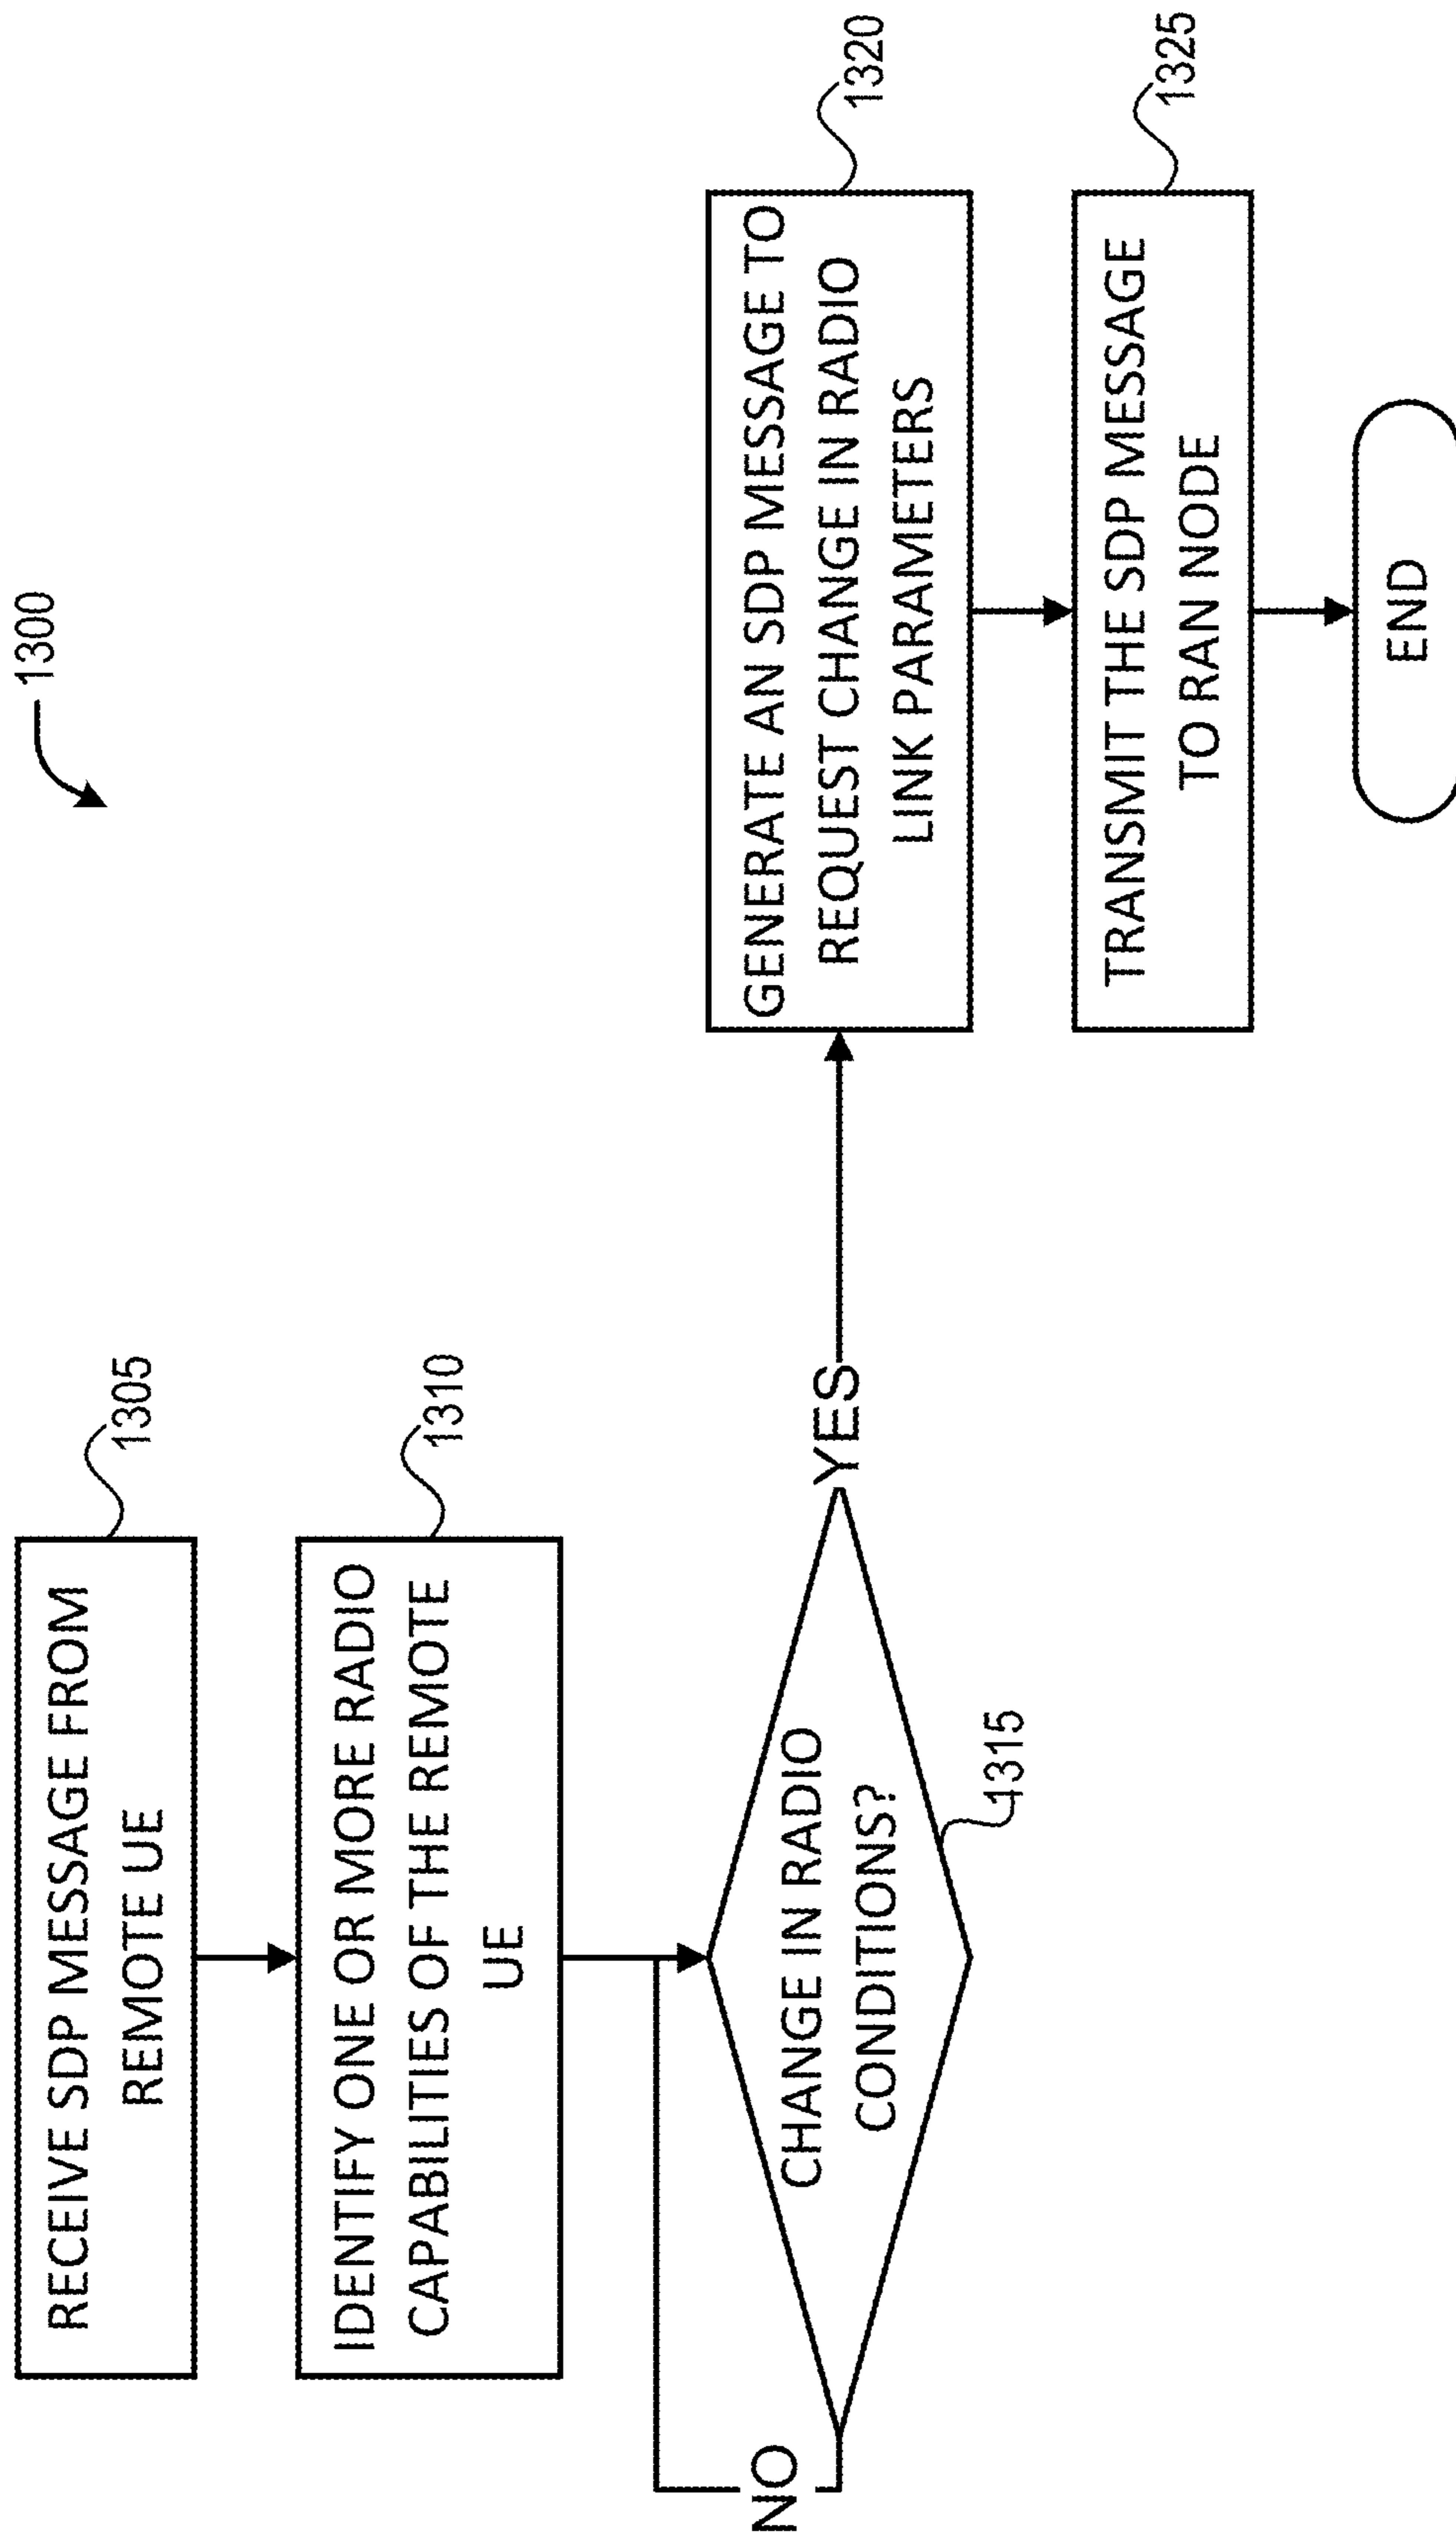 1300
RECEIVE SDP MESSAGE FROM
REMOTE UE
1305
IDENTIFY ONE OR MORE RADIO
CAPABILITIES OF THE REMOTE
UE
1310
CHANGE IN RADIO
CONDITIONS?
1315
NO
YES
GENERATE AN SDP MESSAGE TO
REQUEST CHANGE IN RADIO
LINK PARAMETERS
1320
TRANSMIT THE SDP MESSAGE
TO RAN NODE
1325
END